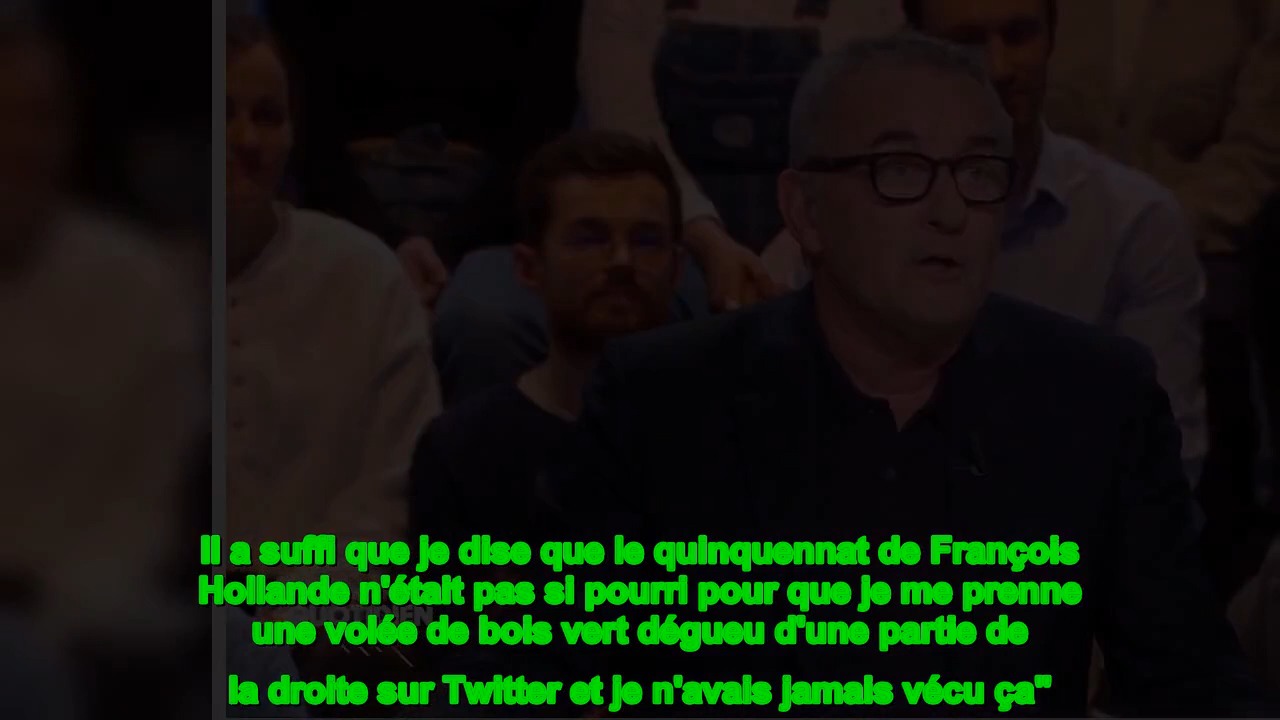 Il a suffi que je dise que le quinquennat de François
Hollande n'était pas si pourri pour que je me prenne
QUOTIDIEN
une volée de bois vert dégueu d'une partie de
la droite sur Twitter et je n'avais jamais vécu ça"